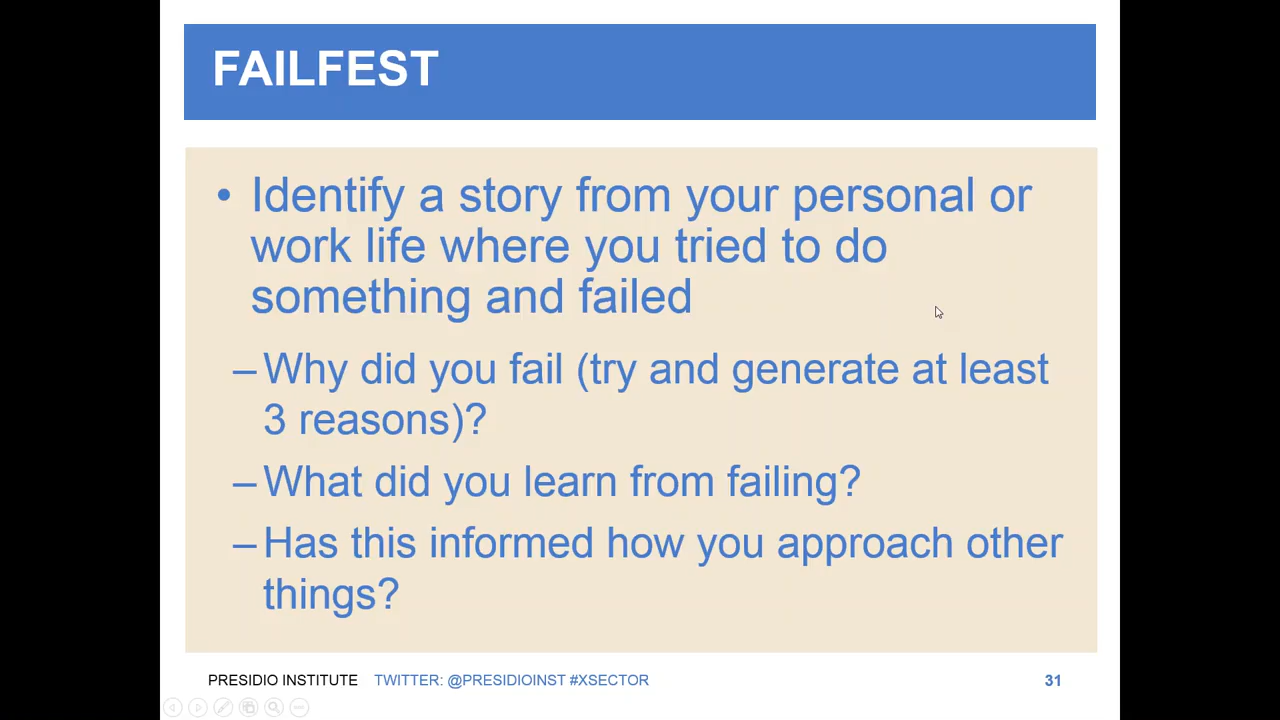 FAILFEST
• Identify a story from your personal or
work life where you tried to do
something and failed
– Why did you fail (try and generate at least
3 reasons)?
– What did you learn from failing?
– Has this informed how you approach other
things?
PRESIDIO INSTITUTE TWITTER: @PRESIDIOINST #XSECTOR 31